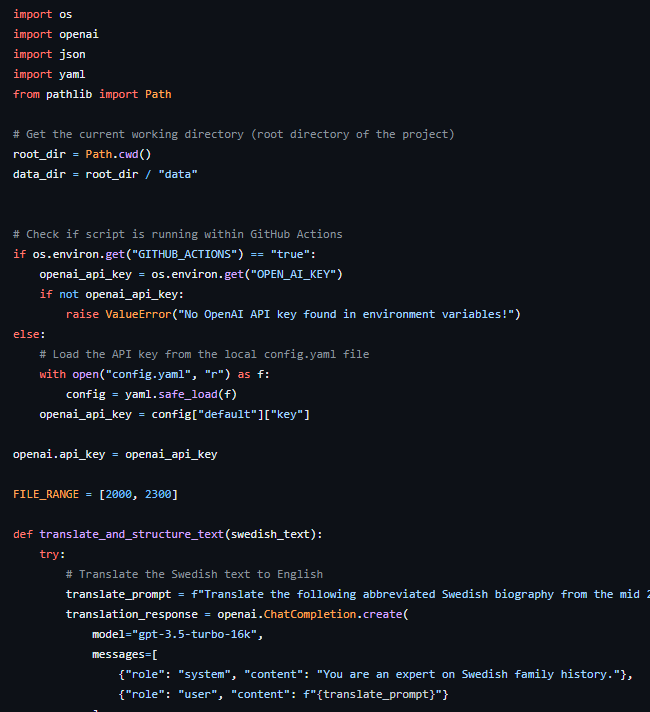 import os
import openai
import json
import yaml
from pathlib import Path
# Get the current working directory (root directory of the project)
root_dir = Path.cwd()
data_dir = root_dir / "data"
# Check if script is running within GitHub Actions
if os.environ.get("GITHUB_ACTIONS") == "true":
    openai_api_key = os.environ.get("OPEN_AI_KEY")
    if not openai_api_key:
        raise ValueError("No OpenAI API key found in environment variables!")
else:
    # Load the API key from the local config.yaml file
    with open("config.yaml", "r") as f:
        config = yaml.safe_load(f)
    openai_api_key = config["default"]["key"]
openai.api_key = openai_api_key
FILE_RANGE = [2000, 2300]
def translate_and_structure_text(swedish_text):
    try:
        # Translate the Swedish text to English
        translate_prompt = f"Translate the following abbreviated Swedish biography from the mid
        translation_response = openai.ChatCompletion.create(
            model="gpt-3.5-turbo-16k",
            messages=[
                {"role": "system", "content": "You are an expert on Swedish family history."},
                {"role": "user", "content": f"{translate_prompt}"}